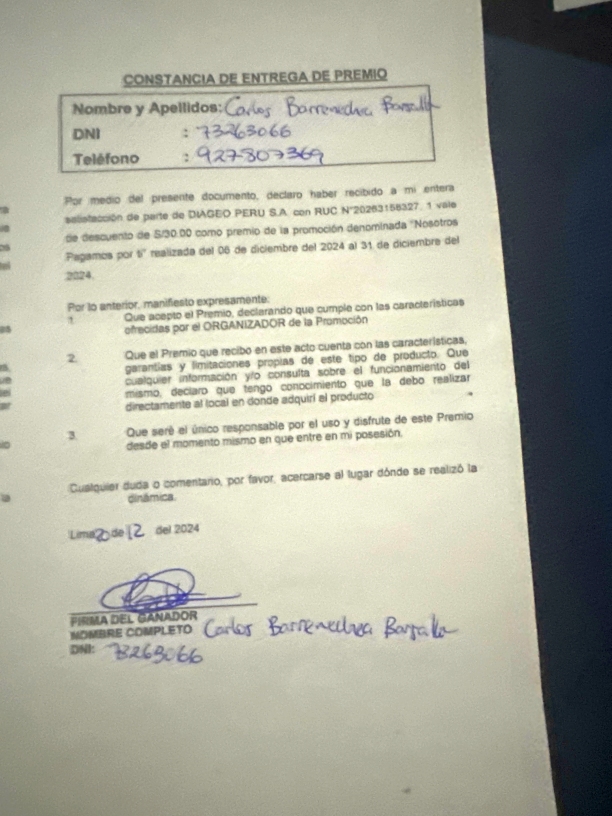 CONSTANCIA DE ENTREGA DE PREMIO
Nombre y Apellidos: Carlos Barrenechea
DNI : 73263066
Teléfono : 927807369
Por medio del presente documento, declaro haber recibido a mi entera
satisfacción de parte de DIAGEO PERU S.A. con RUC N°20263158327, 1 vale
de descuento de S/30.00 como premio de la promoción denominada "Nosotros
Pagamos por ti" realizada del 06 de diciembre del 2024 al 31 de diciembre del
2024.
Por lo anterior, manifiesto expresamente:
1. Que acepto el Premio, declarando que cumple con las características
ofrecidas por el ORGANIZADOR de la Promoción
2. Que el Premio que recibo en este acto cuenta con las características,
garantías y limitaciones propias de este tipo de producto. Que
cualquier información y/o consulta sobre el funcionamiento del
mismo, declaro que tengo conocimiento que la debo realizar
directamente al local en donde adquirí el producto
3. Que seré el único responsable por el uso y disfrute de este Premio
desde el momento mismo en que entre en mi posesión.
Cualquier duda o comentario, por favor, acercarse al lugar dónde se realizó la
dinámica.
Lima 20 de 12 del 2024
FIRMA DEL GANADOR
NOMBRE COMPLETO Carlos Barrenechea
DNI: 73263066